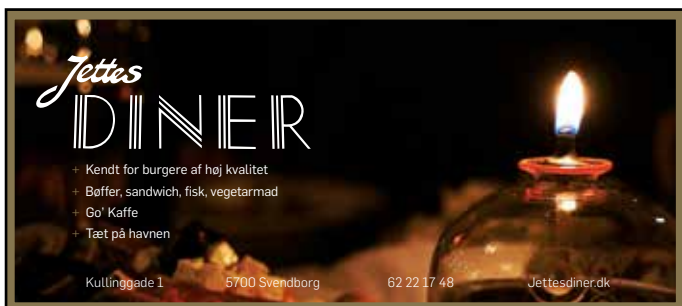 Jettes
DINER
+ Kendt for burgere af høj kvalitet
+ Bøffer, sandwich, fisk, vegetarmad
+ Go' Kaffe
+ Tæt på havnen
Kullinggade 1 5700 Svendborg 62 22 17 48 Jettesdiner.dk